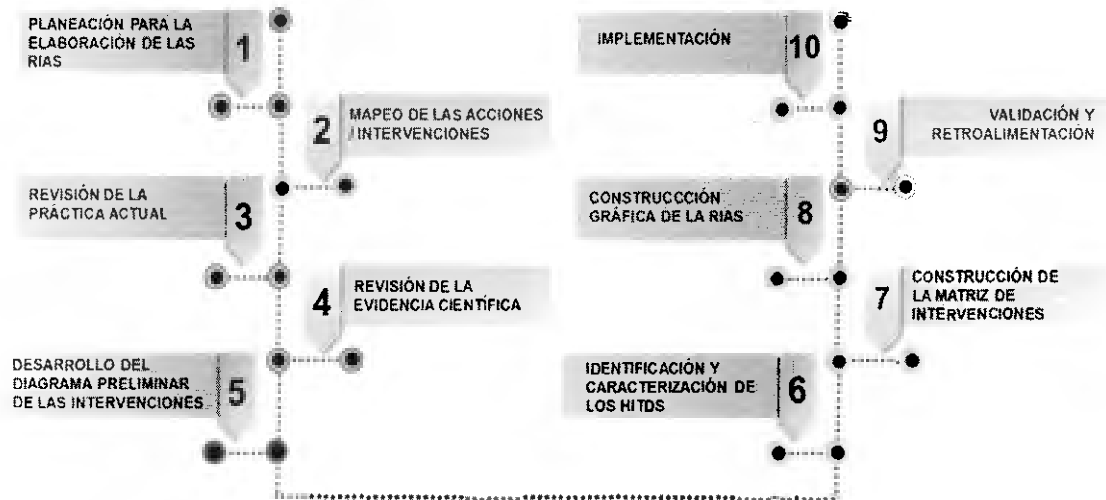 PLANEACIÓN PARA LA
ELABORACIÓN DE LAS
RIAS
1
2
MAPEO DE LAS ACCIONES
/ INTERVENCIONES
REVISIÓN DE LA
PRÁCTICA ACTUAL
3
4
REVISIÓN DE LA
EVIDENCIA CIENTÍFICA
DESARROLLO DEL
DIAGRAMA PRELIMINAR
DE LAS INTERVENCIONES
5
IDENTIFICACIÓN Y
CARACTERIZACIÓN DE
LOS HITDS
6
7
CONSTRUCCIÓN DE
LA MATRIZ DE
INTERVENCIONES
CONSTRUCCCIÓN
GRÁFICA DE LA RIAS
8
9
VALIDACIÓN Y
RETROALIMENTACIÓN
IMPLEMENTACIÓN
10